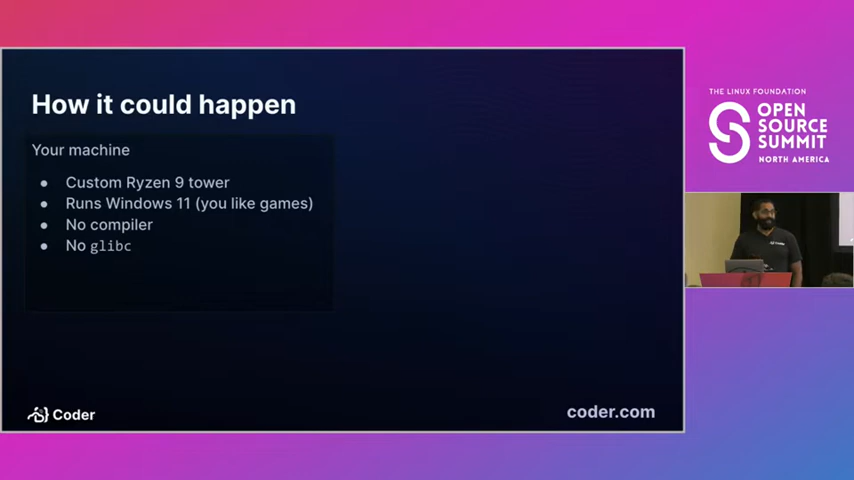 How it could happen
Your machine
● Custom Ryzen 9 tower
● Runs Windows 11 (you like games)
● No compiler
● No glibc
Coder
coder.com
THE LINUX FOUNDATION
OPEN
SOURCE
SUMMIT
NORTH AMERICA
Coder